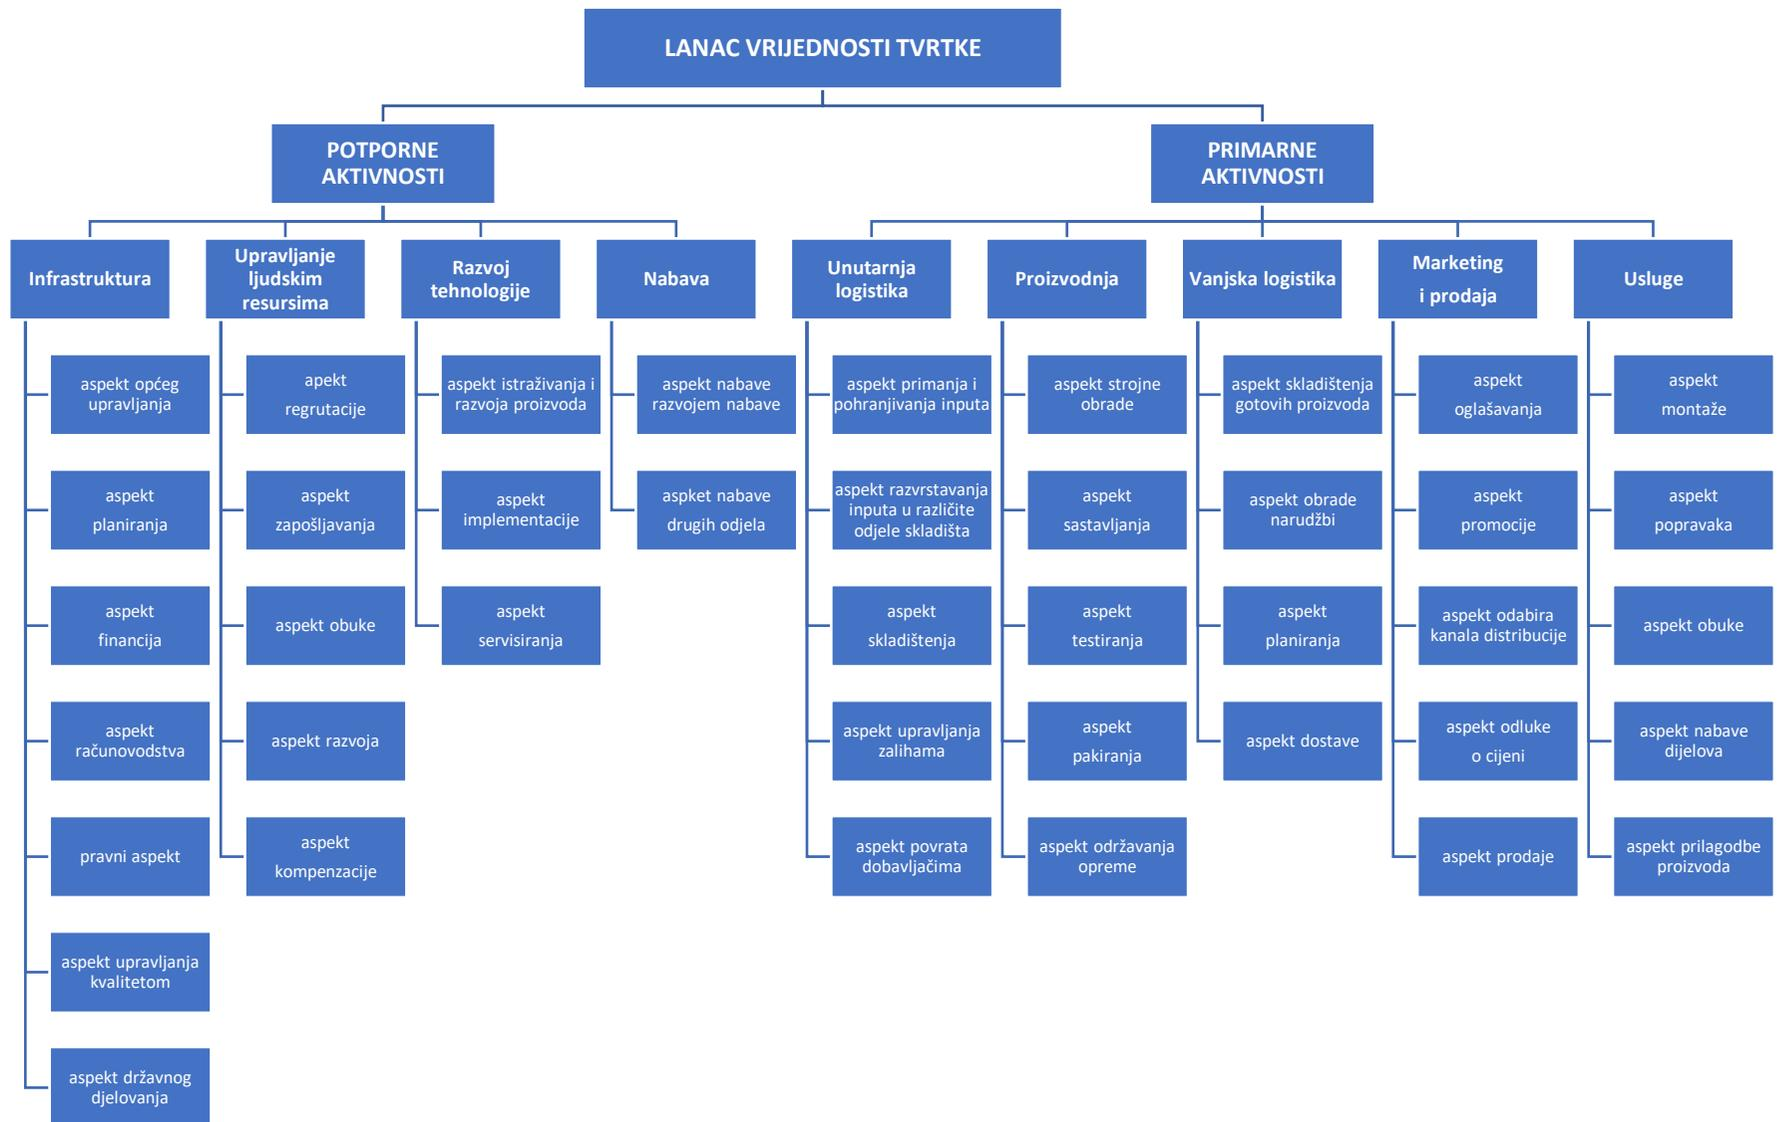 LANAC VRIJEDNOSTI TVRTKE
POTPORNE
AKTIVNOSTI
PRIMARNE
AKTIVNOSTI
Infrastruktura
Upravljanje
ljudskim
resursima
Razvoj
tehnologije
Nabava
Unutarnja
logistika
Proizvodnja
Vanjska logistika
Marketing
i prodaja
Usluge
aspekt općeg
upravljanja
aspekt
planiranja
aspekt
financija
aspekt
računovodstva
pravni aspekt
aspekt upravljanja
kvalitetom
aspekt državnog
djelovanja
apekt
regrutacije
aspekt
zapošljavanja
aspekt obuke
aspekt razvoja
aspekt
kompenzacije
aspekt istraživanja i
razvoja proizvoda
aspekt
implementacije
aspekt
servisiranja
aspekt nabave
razvojem nabave
aspket nabave
drugih odjela
aspekt primanja i
pohranjivanja inputa
aspekt razvrstavanja
inputa u različite
odjele skladišta
aspekt
skladištenja
aspekt upravljanja
zalihama
aspekt povrata
dobavljačima
aspekt strojne
obrade
aspekt
sastavljanja
aspekt
testiranja
aspekt
pakiranja
aspekt održavanja
opreme
aspekt skladištenja
gotovih proizvoda
aspekt obrade
narudžbi
aspekt
planiranja
aspekt dostave
aspekt
oglašavanja
aspekt
promocije
aspekt odabira
kanala distribucije
aspekt odluke
o cijeni
aspekt prodaje
aspekt
montaže
aspekt
popravaka
aspekt obuke
aspekt nabave
dijelova
aspekt prilagodbe
proizvoda